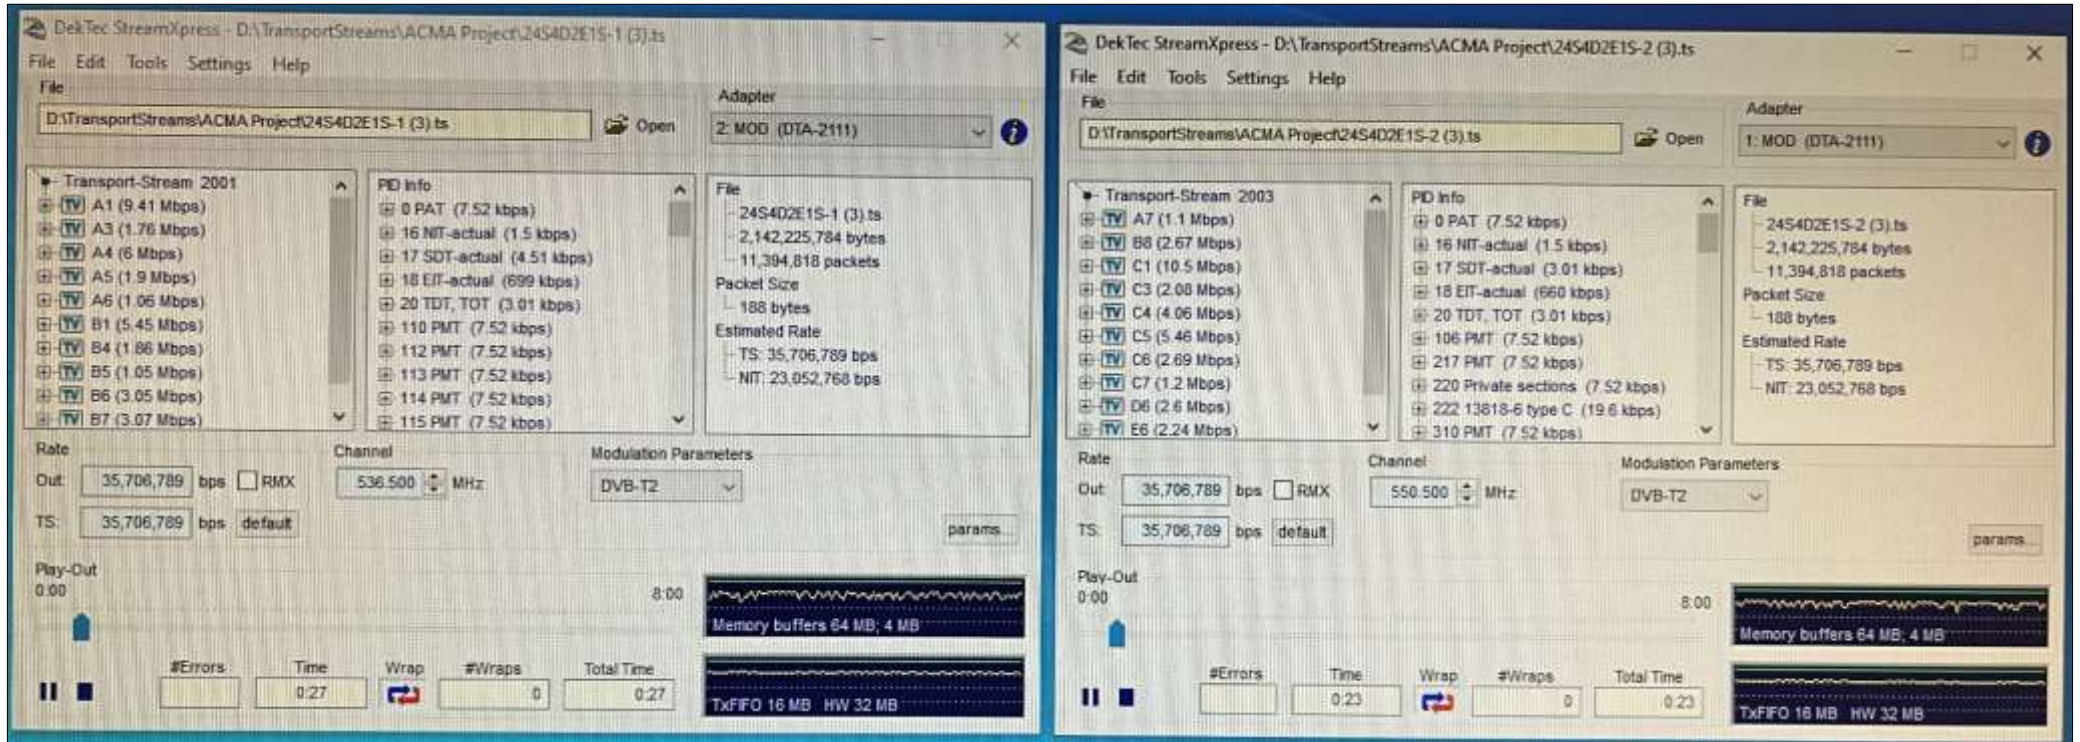 DekTec StreamXpress - D:\TransportStreams\ACMA Project\24S4D2E1S-1 (3).ts
File Edit Tools Settings Help
File
D:\TransportStreams\ACMA Project\24S4D2E1S-1 (3).ts
Open
Adapter
2: MOD (DTA-2111)
Transport-Stream 2001
TV A1 (9.41 Mbps)
TV A3 (1.76 Mbps)
TV A4 (6 Mbps)
TV A5 (1.9 Mbps)
TV A6 (1.06 Mbps)
TV B1 (5.45 Mbps)
TV B4 (1.86 Mbps)
TV B5 (1.05 Mbps)
TV B6 (3.05 Mbps)
TV B7 (3.07 Mbps)
PID Info
0 PAT (7.52 kbps)
16 NIT-actual (1.5 kbps)
17 SDT-actual (4.51 kbps)
18 EIT-actual (699 kbps)
20 TDT, TOT (3.01 kbps)
110 PMT (7.52 kbps)
112 PMT (7.52 kbps)
113 PMT (7.52 kbps)
114 PMT (7.52 kbps)
115 PMT (7.52 kbps)
File
24S4D2E1S-1 (3).ts
2,142,225,784 bytes
11,394,818 packets
Packet Size
188 bytes
Estimated Rate
TS: 35,706,789 bps
NIT: 23,052,768 bps
Rate
Out: 35,706,789 bps RMX
TS: 35,706,789 bps default
Channel
536.500 MHz
Modulation Parameters
DVB-T2
params...
Play-Out
0:00
8:00
Memory buffers 64 MB; 4 MB
#Errors Time Wrap #Wraps Total Time
0:27 0 0:27
TxFIFO 16 MB HW 32 MB
DekTec StreamXpress - D:\TransportStreams\ACMA Project\24S4D2E1S-2 (3).ts
File Edit Tools Settings Help
File
D:\TransportStreams\ACMA Project\24S4D2E1S-2 (3).ts
Open
Adapter
1: MOD (DTA-2111)
Transport-Stream 2003
TV A7 (1.1 Mbps)
TV B8 (2.67 Mbps)
TV C1 (10.5 Mbps)
TV C3 (2.08 Mbps)
TV C4 (4.06 Mbps)
TV C5 (5.46 Mbps)
TV C6 (2.69 Mbps)
TV C7 (1.2 Mbps)
TV D6 (2.6 Mbps)
TV E6 (2.24 Mbps)
PID Info
0 PAT (7.52 kbps)
16 NIT-actual (1.5 kbps)
17 SDT-actual (3.01 kbps)
18 EIT-actual (660 kbps)
20 TDT, TOT (3.01 kbps)
106 PMT (7.52 kbps)
217 PMT (7.52 kbps)
220 Private sections (7.52 kbps)
222 13818-6 type C (19.6 kbps)
310 PMT (7.52 kbps)
File
24S4D2E1S-2 (3).ts
2,142,225,784 bytes
11,394,818 packets
Packet Size
188 bytes
Estimated Rate
TS: 35,706,789 bps
NIT: 23,052,768 bps
Rate
Out: 35,706,789 bps RMX
TS: 35,706,789 bps default
Channel
550.500 MHz
Modulation Parameters
DVB-T2
params...
Play-Out
0:00
8:00
Memory buffers 64 MB; 4 MB
#Errors Time Wrap #Wraps Total Time
0:23 0 0:23
TxFIFO 16 MB HW 32 MB